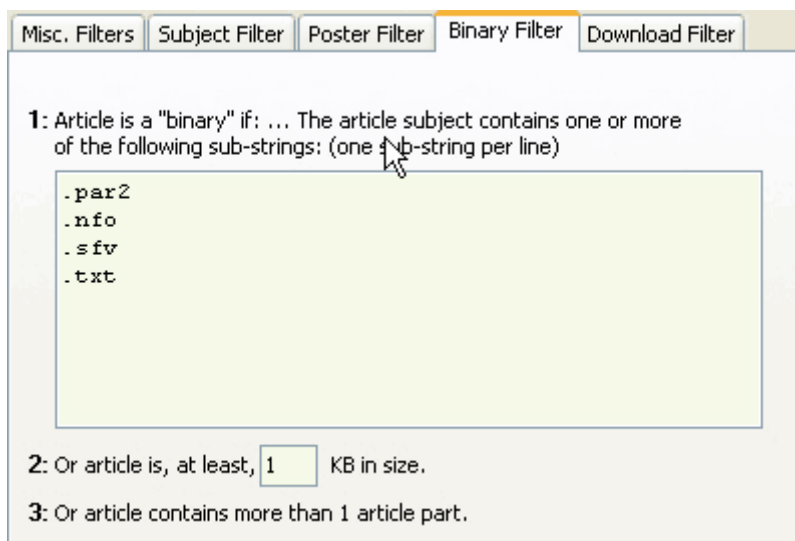 Misc. Filters Subject Filter Poster Filter Binary Filter Download Filter
1: Article is a "binary" if: ... The article subject contains one or more
of the following sub-strings: (one sub-string per line)
.par2
.nfo
.sfv
.txt
2: Or article is, at least, 1 KB in size.
3: Or article contains more than 1 article part.